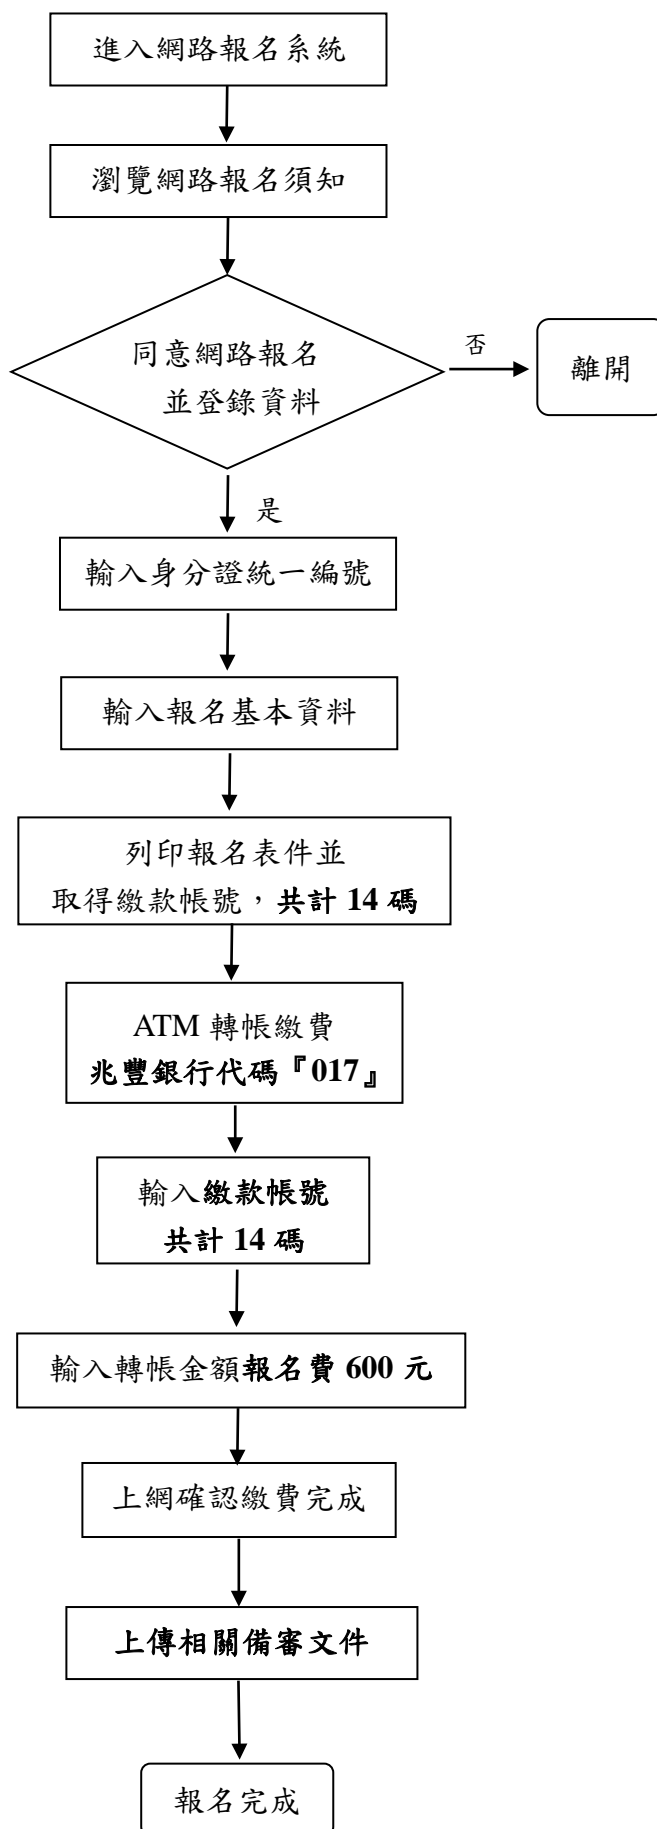 進入網路報名系統
瀏覽網路報名須知
同意網路報名
並登錄資料
否
離開
是
輸入身分證統一編號
輸入報名基本資料
列印報名表件並
取得繳款帳號，共計 14 碼
ATM 轉帳繳費
兆豐銀行代碼『017』
輸入繳款帳號
共計 14 碼
輸入轉帳金額報名費 600 元
上網確認繳費完成
上傳相關備審文件
報名完成